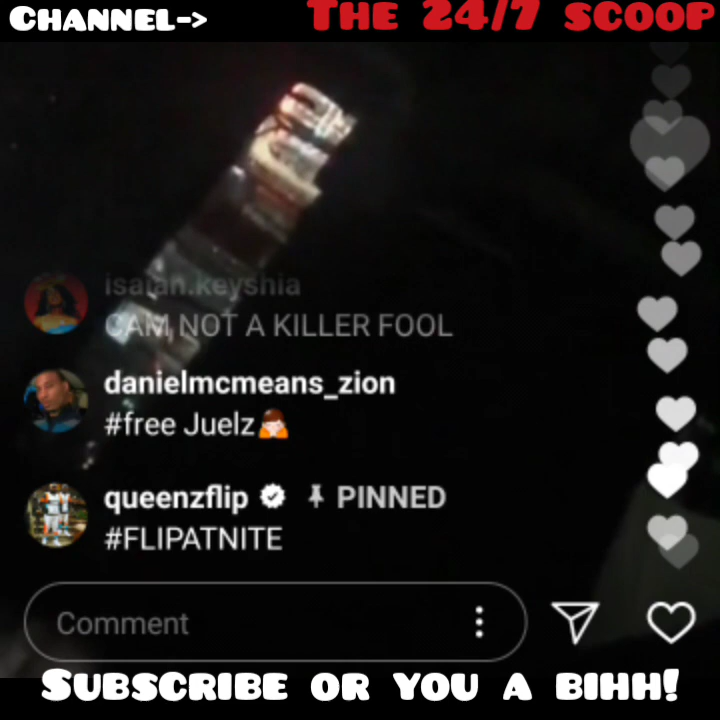 CHANNEL->
THE 24/7 SCOOP
isaiah.keyshia
CAM NOT A KILLER FOOL
danielmcmeans_zion
#free Juelz🙇
queenzflip PINNED
#FLIPATNITE
Comment
SUBSCRIBE OR YOU A BIHH!